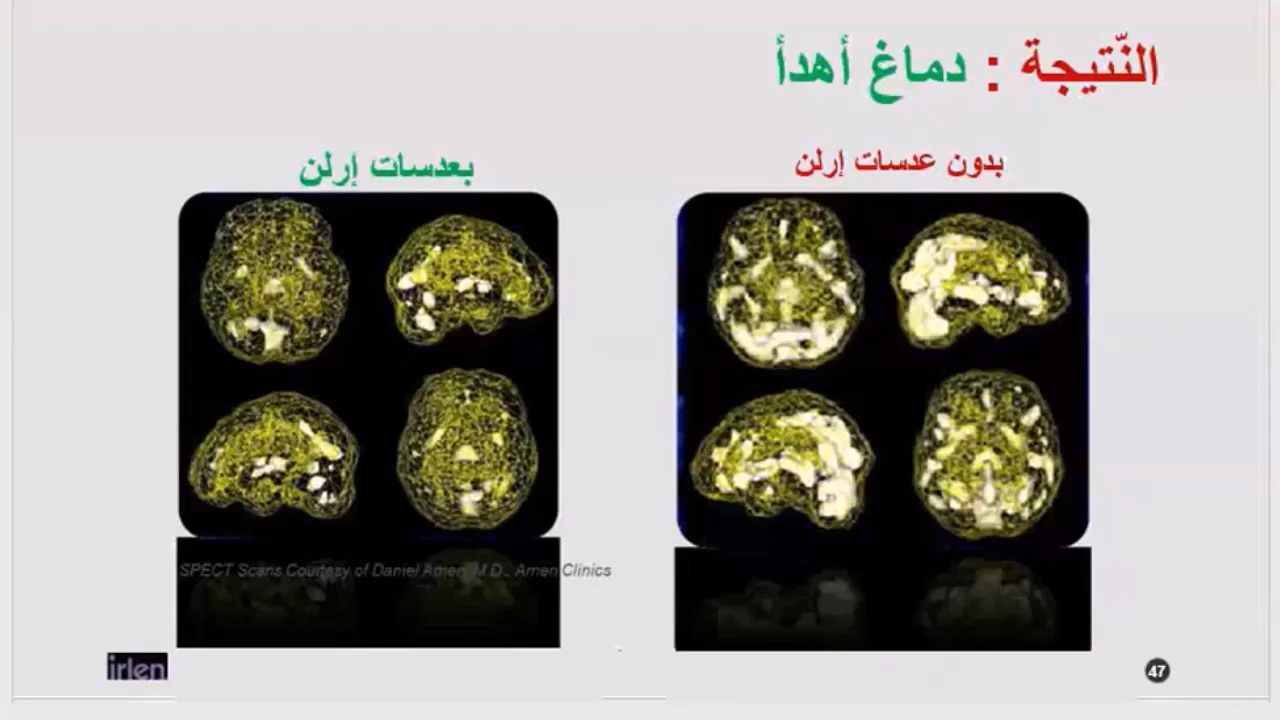 النّتيجة : دماغ أهدأ
بدون عدسات إرلن
بعدسات إرلن
SPECT Scans Courtesy of Daniel Amen, M.D., Amen Clinics
irlen
47